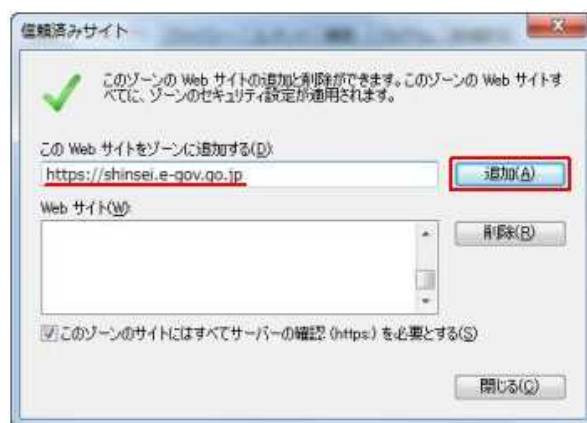 信頼済みサイト
このゾーンの Web サイトの追加と削除ができます。このゾーンの Web サイトす
べてに、ゾーンのセキュリティ設定が適用されます。
この Web サイトをゾーンに追加する(D):
https://shinsei.e-gov.go.jp
追加(A)
Web サイト(W):
削除(R)
このゾーンのサイトにはすべてサーバーの確認 (https:) を必要とする(S)
閉じる(C)